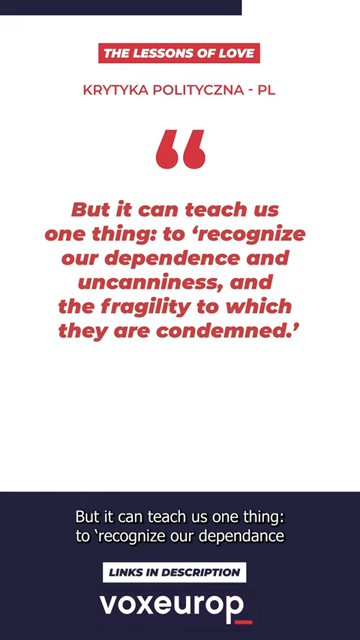 THE LESSONS OF LOVE
KRYTYKA POLITYCZNA - PL
“
But it can teach us
one thing: to ‘recognize
our dependence and
uncanniness, and
the fragility to which
they are condemned.’
But it can teach us one thing:
to ‘recognize our dependance
LINKS IN DESCRIPTION
voxeurop_